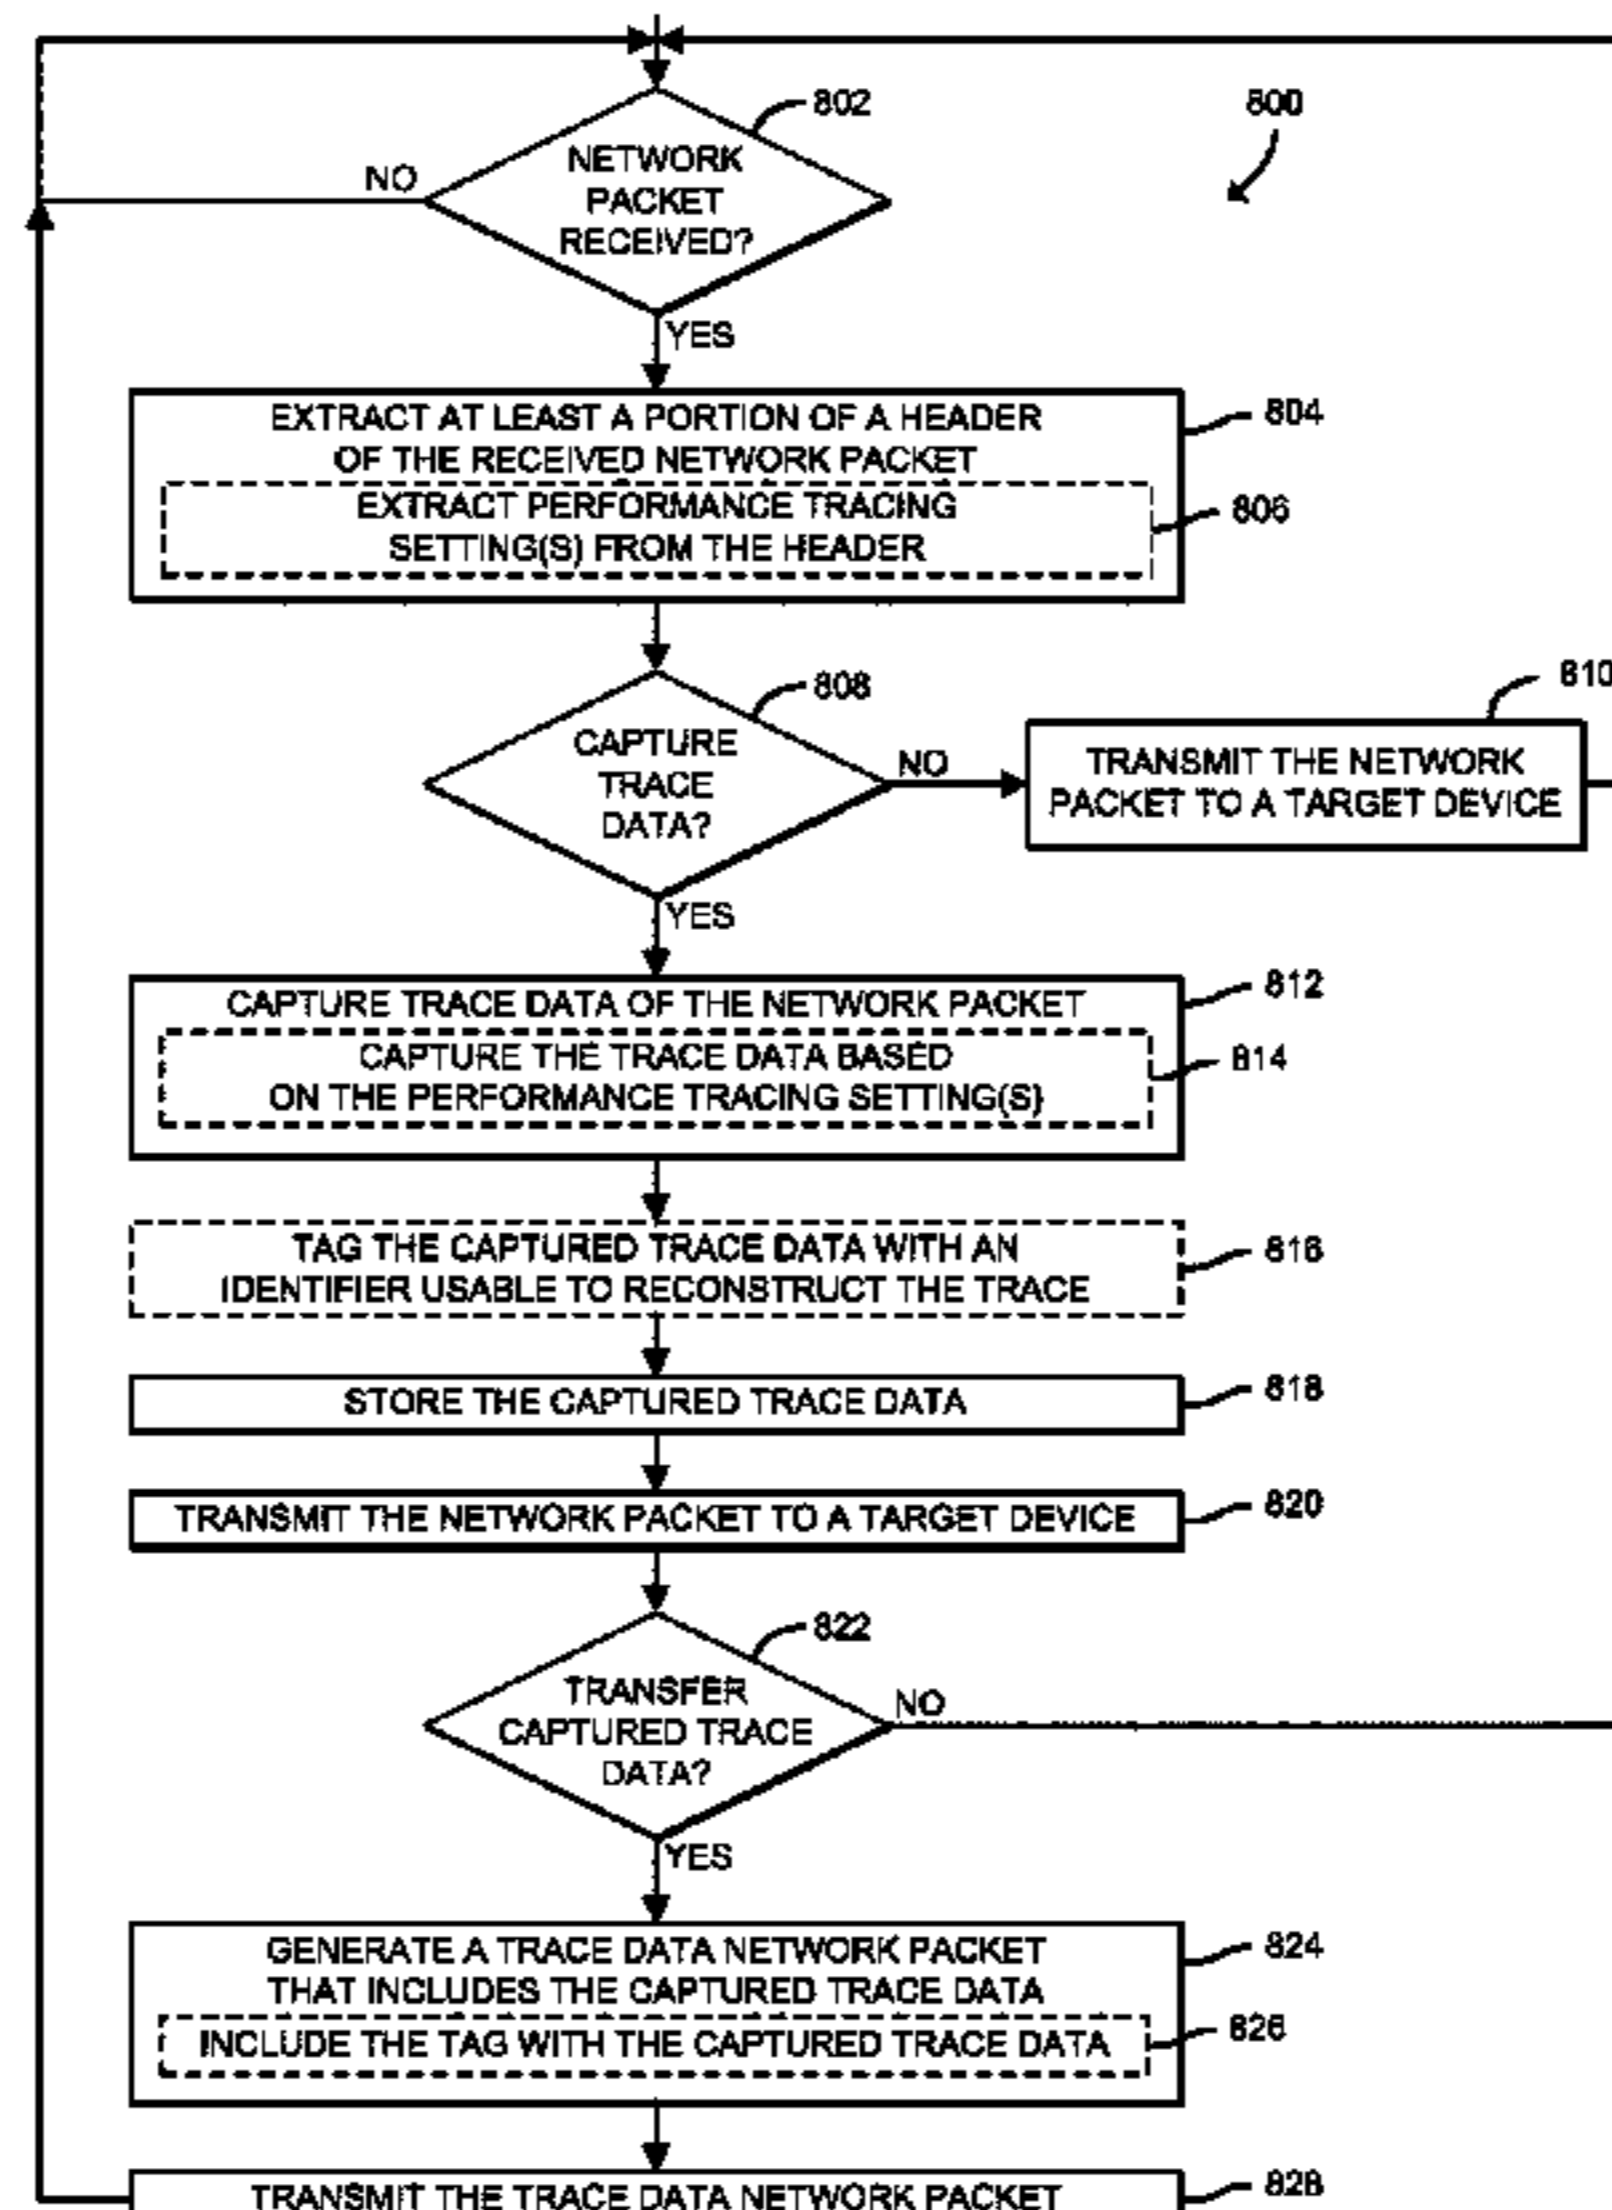 802
800
NO
NETWORK
PACKET
RECEIVED?
YES
EXTRACT AT LEAST A PORTION OF A HEADER
OF THE RECEIVED NETWORK PACKET
804
EXTRACT PERFORMANCE TRACING
SETTING(S) FROM THE HEADER
806
808
810
CAPTURE
TRACE
DATA?
NO
TRANSMIT THE NETWORK
PACKET TO A TARGET DEVICE
YES
CAPTURE TRACE DATA OF THE NETWORK PACKET
812
CAPTURE THE TRACE DATA BASED
ON THE PERFORMANCE TRACING SETTING(S)
814
TAG THE CAPTURED TRACE DATA WITH AN
IDENTIFIER USABLE TO RECONSTRUCT THE TRACE
816
STORE THE CAPTURED TRACE DATA
818
TRANSMIT THE NETWORK PACKET TO A TARGET DEVICE
820
822
TRANSFER
CAPTURED TRACE
DATA?
NO
YES
GENERATE A TRACE DATA NETWORK PACKET
THAT INCLUDES THE CAPTURED TRACE DATA
824
INCLUDE THE TAG WITH THE CAPTURED TRACE DATA
826
TRANSMIT THE TRACE DATA NETWORK PACKET
828